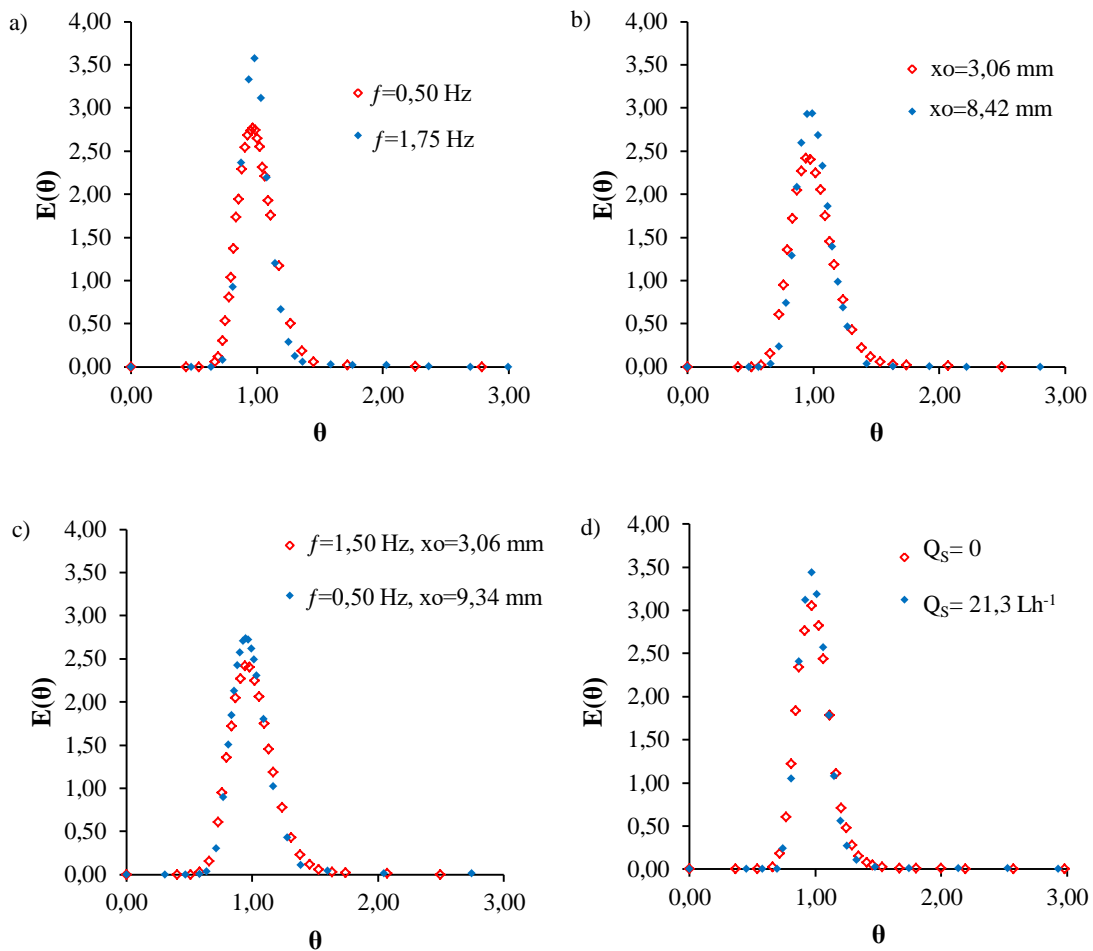 a)
4,00
3,50
3,00
2,50
2,00
1,50
1,00
0,50
0,00
E(θ)
f=0,50 Hz
f=1,75 Hz
0,00 1,00 2,00 3,00
θ
b)
4,00
3,50
3,00
2,50
2,00
1,50
1,00
0,50
0,00
E(θ)
xo=3,06 mm
xo=8,42 mm
0,00 1,00 2,00 3,00
θ
c)
4,00
3,50
3,00
2,50
2,00
1,50
1,00
0,50
0,00
E(θ)
f=1,50 Hz, xo=3,06 mm
f=0,50 Hz, xo=9,34 mm
0,00 1,00 2,00 3,00
θ
d)
4,00
3,50
3,00
2,50
2,00
1,50
1,00
0,50
0,00
E(θ)
QS= 0
QS= 21,3 Lh-1
0,00 1,00 2,00 3,00
θ